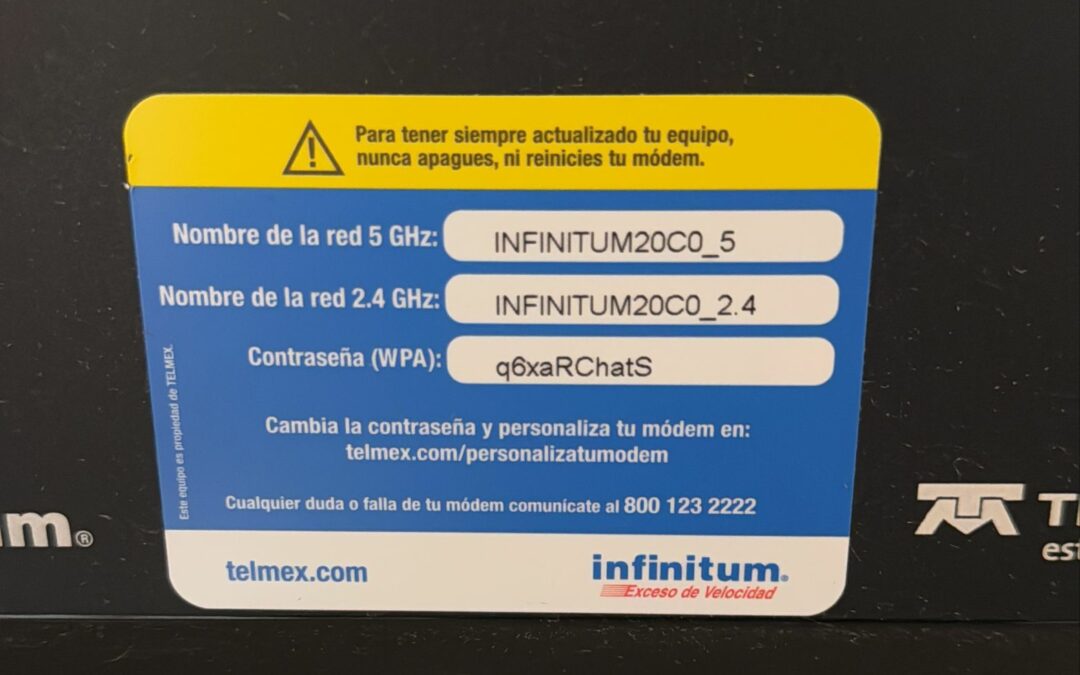 Para tener siempre actualizado tu equipo,
nunca apagues, ni reinicies tu módem.
Nombre de la red 5 GHz: INFINITUM20C0_5
Nombre de la red 2.4 GHz: INFINITUM20C0_2.4
Contraseña (WPA): q6xaRChatS
Cambia la contraseña y personaliza tu módem en:
telmex.com/personalizatumodem
Cualquier duda o falla de tu módem comunícate al 800 123 2222
Este equipo es propiedad de TELMEX.
telmex.com
infinitum®
Exceso de Velocidad